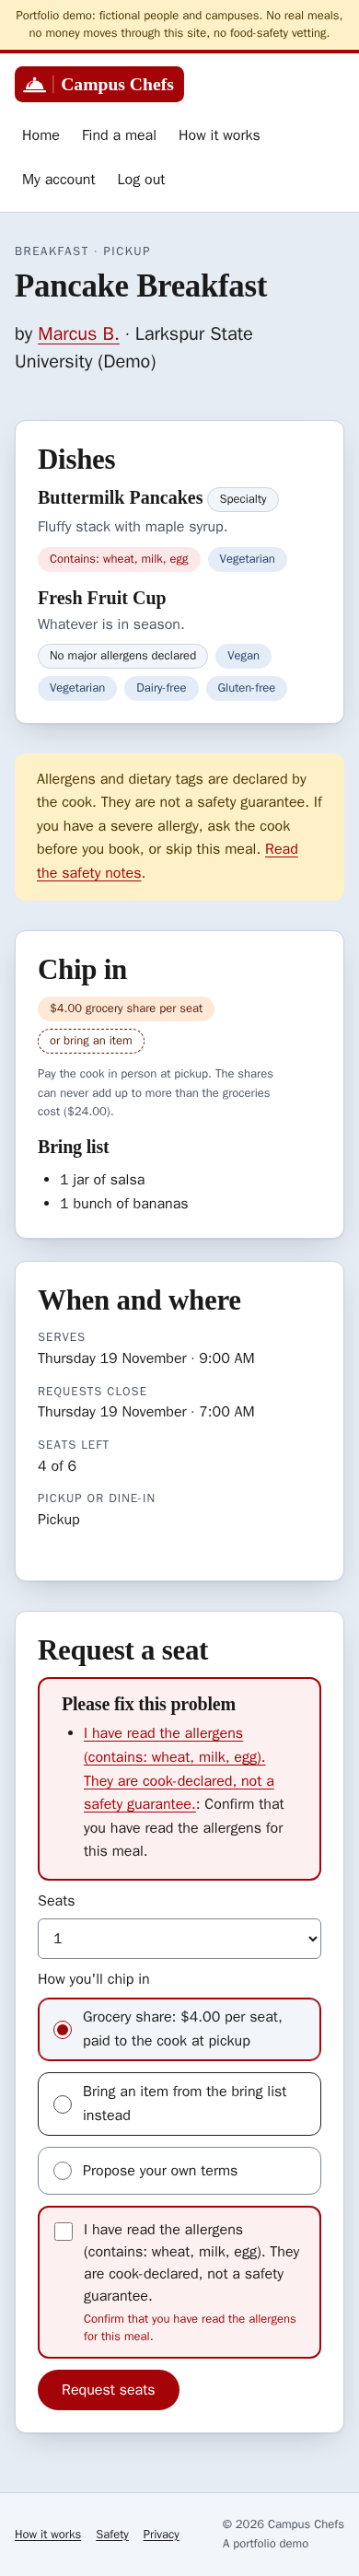 Portfolio demo: fictional people and campuses. No real meals,
no money moves through this site, no food-safety vetting.
Campus Chefs
Home Find a meal How it works
My account Log out
BREAKFAST · PICKUP
Pancake Breakfast
by Marcus B. · Larkspur State
University (Demo)
Dishes
Buttermilk Pancakes Specialty
Fluffy stack with maple syrup.
Contains: wheat, milk, egg Vegetarian
Fresh Fruit Cup
Whatever is in season.
No major allergens declared Vegan
Vegetarian Dairy-free Gluten-free
Allergens and dietary tags are declared by
the cook. They are not a safety guarantee. If
you have a severe allergy, ask the cook
before you book, or skip this meal. Read
the safety notes.
Chip in
$4.00 grocery share per seat
or bring an item
Pay the cook in person at pickup. The shares
can never add up to more than the groceries
cost ($24.00).
Bring list
• 1 jar of salsa
• 1 bunch of bananas
When and where
SERVES
Thursday 19 November · 9:00 AM
REQUESTS CLOSE
Thursday 19 November · 7:00 AM
SEATS LEFT
4 of 6
PICKUP OR DINE-IN
Pickup
Request a seat
Please fix this problem
• I have read the allergens
(contains: wheat, milk, egg).
They are cook-declared, not a
safety guarantee.: Confirm that
you have read the allergens for
this meal.
Seats
1
How you'll chip in
Grocery share: $4.00 per seat,
paid to the cook at pickup
Bring an item from the bring list
instead
Propose your own terms
I have read the allergens
(contains: wheat, milk, egg). They
are cook-declared, not a safety
guarantee.
Confirm that you have read the allergens
for this meal.
Request seats
How it works Safety Privacy
© 2026 Campus Chefs
A portfolio demo